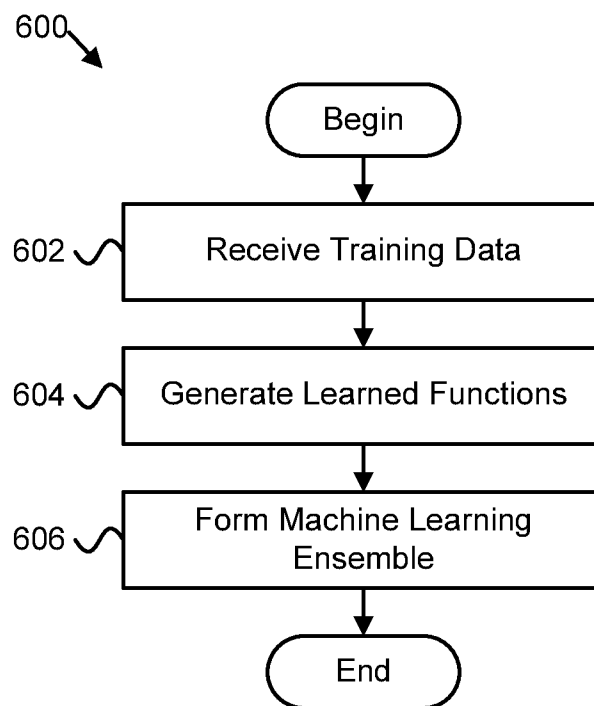 600
Begin
602
Receive Training Data
604
Generate Learned Functions
606
Form Machine Learning
Ensemble
End